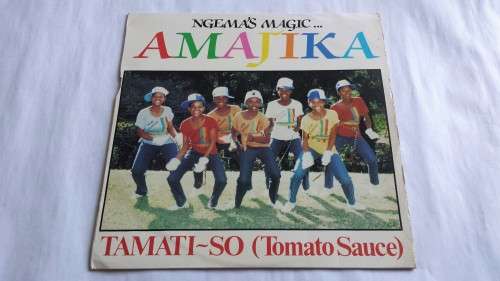 NGEMA'S MAGIC...
AMAJIKA
TAMATI~SO (Tomato Sauce)